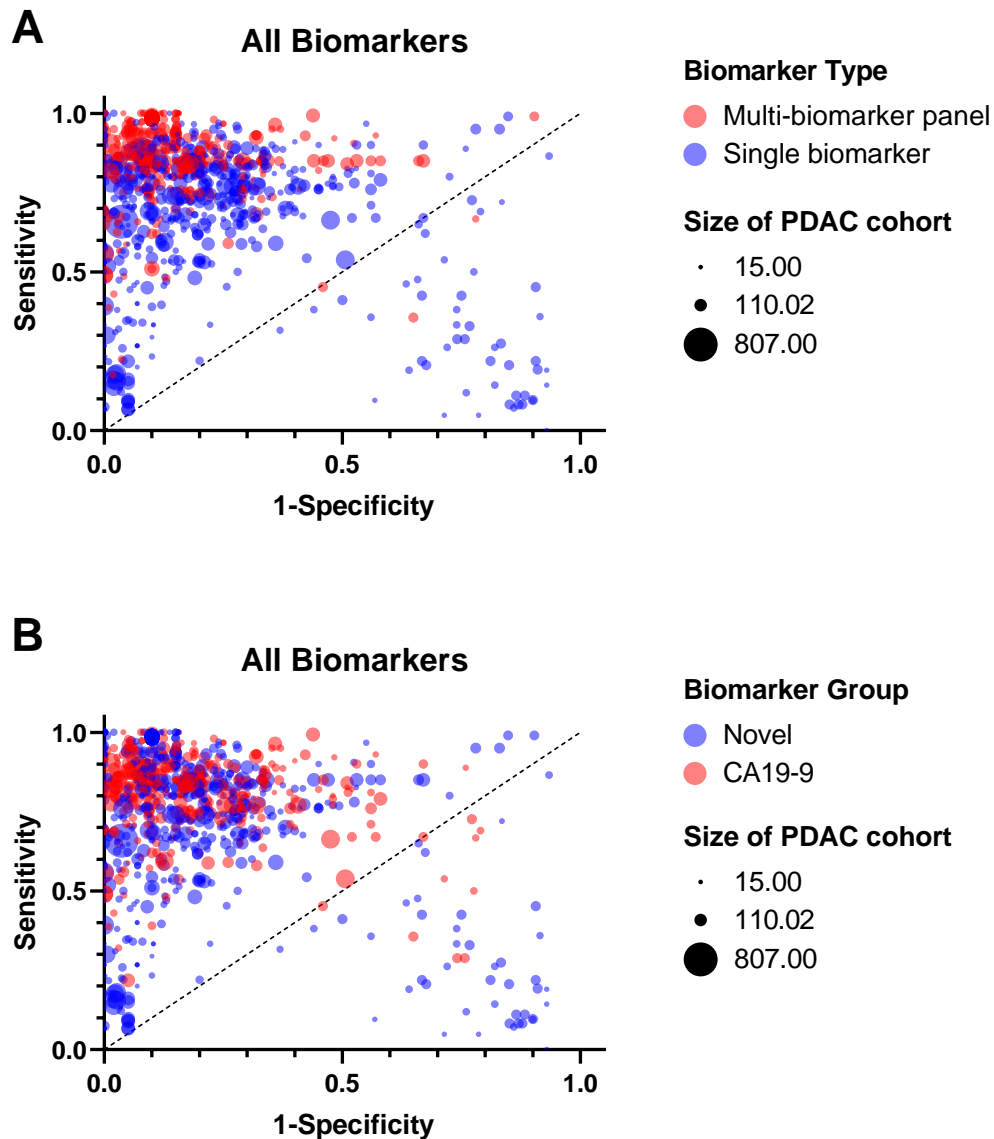 A
All Biomarkers
Sensitivity
1.0
0.5
0.0
0.0 0.5 1.0
1-Specificity
Biomarker Type
Multi-biomarker panel
Single biomarker
Size of PDAC cohort
15.00
110.02
807.00
B
All Biomarkers
Sensitivity
1.0
0.5
0.0
0.0 0.5 1.0
1-Specificity
Biomarker Group
Novel
CA19-9
Size of PDAC cohort
15.00
110.02
807.00